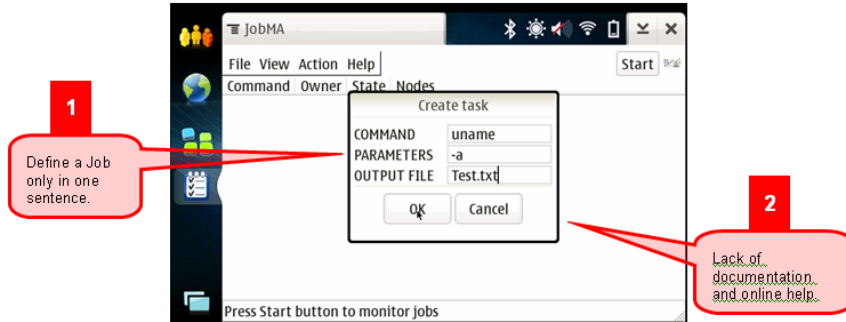 JobMA
File View Action Help
Start
Command Owner State Nodes
1
Define a Job
only in one
sentence.
Create task
COMMAND uname
PARAMETERS -a
OUTPUT FILE Test.txt
OK Cancel
2
Lack of
documentation
and online help.
Press Start button to monitor jobs